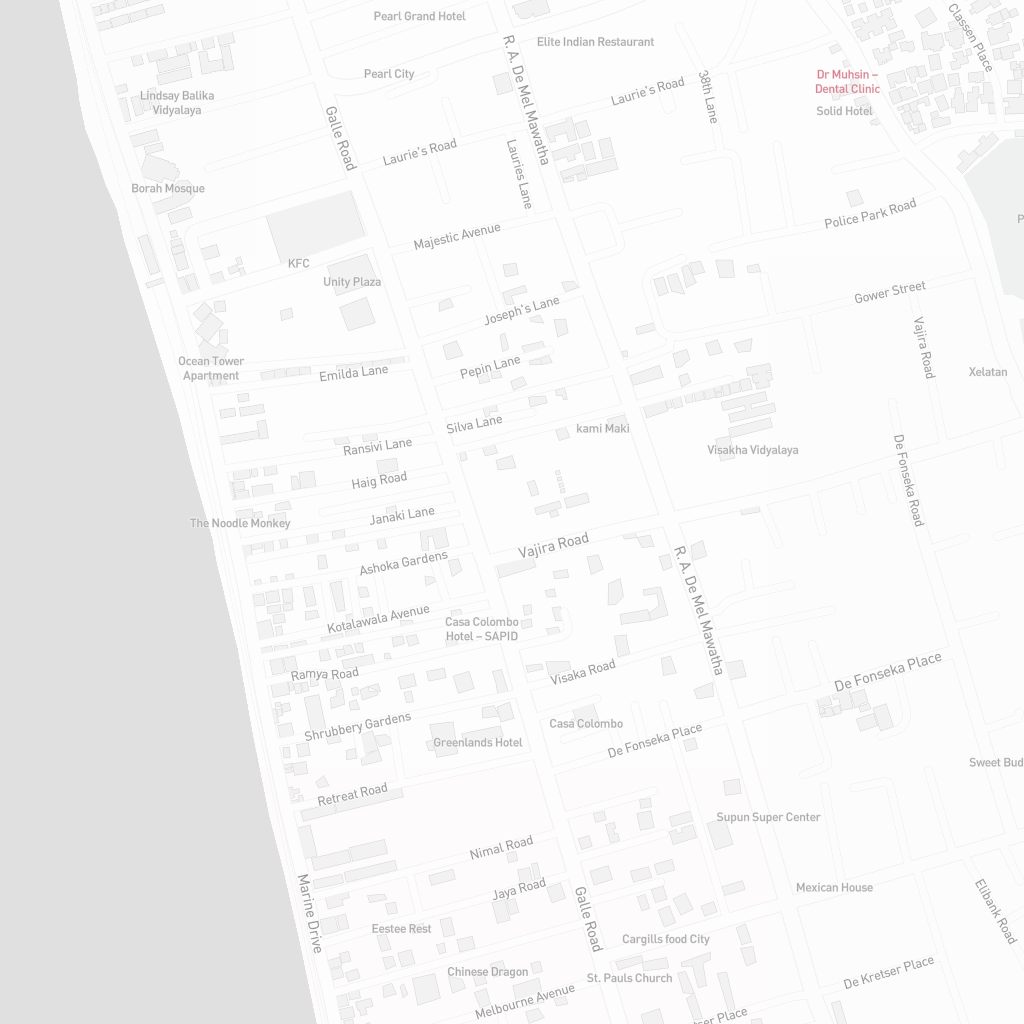 Pearl Grand Hotel
Classen Place
R. A. De Mel Mawatha
Elite Indian Restaurant
Pearl City
Dr Muhsin –
Dental Clinic
38th Lane
Laurie's Road
Lindsay Balika
Vidyalaya
Solid Hotel
Galle Road
Laurie's Road
Lauries Lane
Borah Mosque
Police Park Road
Majestic Avenue
KFC
Unity Plaza
Gower Street
Joseph's Lane
Vajira Road
Ocean Tower
Apartment
Emilda Lane
Pepin Lane
Xelatan
Silva Lane
kami Maki
Ransivi Lane
Visakha Vidyalaya
De Fonseka Road
Haig Road
Janaki Lane
The Noodle Monkey
Vajira Road
Ashoka Gardens
R. A. De Mel Mawatha
Kotalawala Avenue
Casa Colombo
Hotel – SAPID
Ramya Road
Visaka Road
De Fonseka Place
Shrubbery Gardens
Casa Colombo
Greenlands Hotel
De Fonseka Place
Sweet Bud
Retreat Road
Supun Super Center
Nimal Road
Jaya Road
Mexican House
Marine Drive
Galle Road
Elibank Road
Eestee Rest
Cargills food City
Chinese Dragon
St. Pauls Church
De Kretser Place
Melbourne Avenue
etser Place